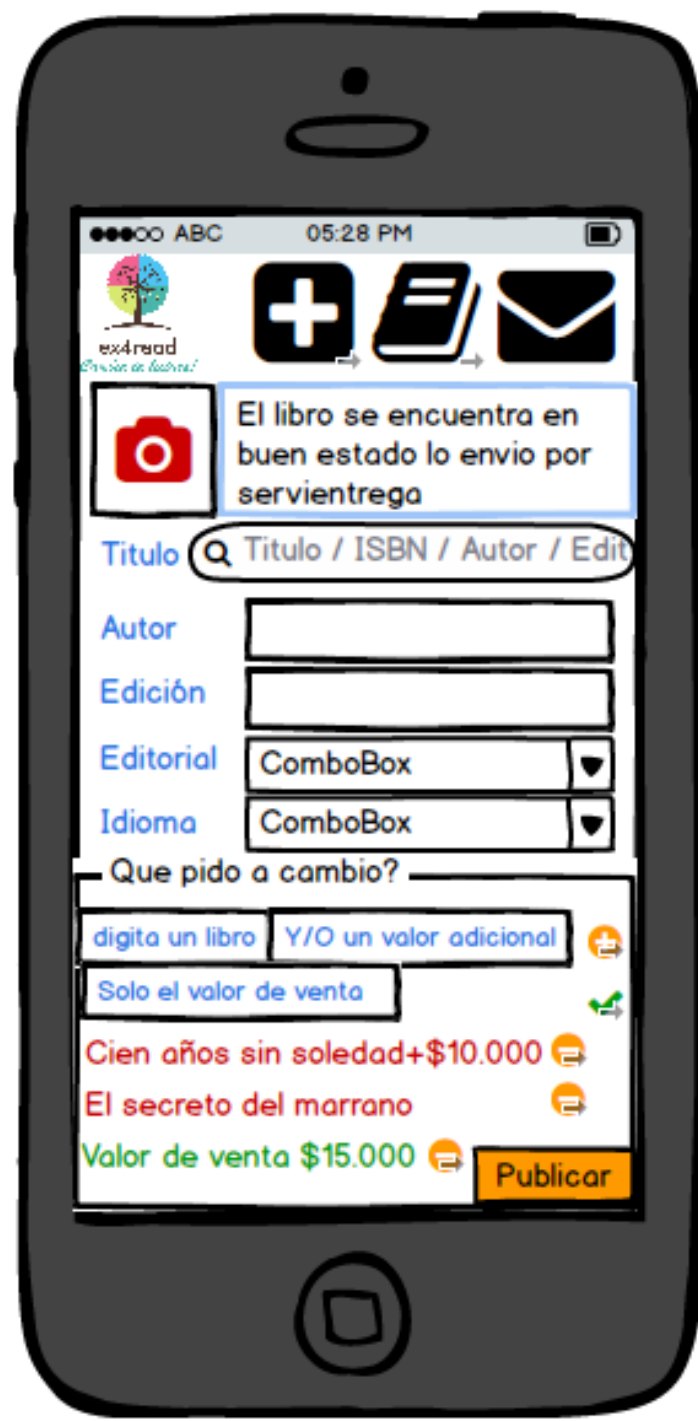 ABC 05:28 PM
ex4read
El libro se encuentra en
buen estado lo envio por
servientrega
Titulo Titulo / ISBN / Autor / Edit
Autor
Edición
Editorial ComboBox
Idioma ComboBox
Que pido a cambio?
digita un libro Y/O un valor adicional
Solo el valor de venta
Cien años sin soledad+$10.000
El secreto del marrano
Valor de venta $15.000
Publicar